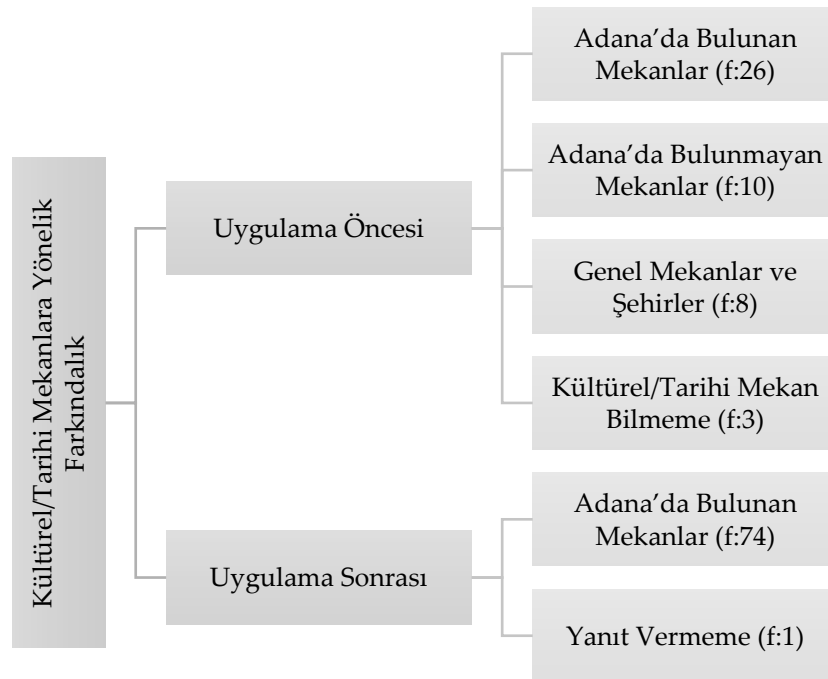 Kültürel/Tarihi Mekanlara Yönelik
Farkındalık
Uygulama Öncesi
Adana’da Bulunan
Mekanlar (f:26)
Adana’da Bulunmayan
Mekanlar (f:10)
Genel Mekanlar ve
Şehirler (f:8)
Kültürel/Tarihi Mekan
Bilmeme (f:3)
Uygulama Sonrası
Adana’da Bulunan
Mekanlar (f:74)
Yanıt Vermeme (f:1)